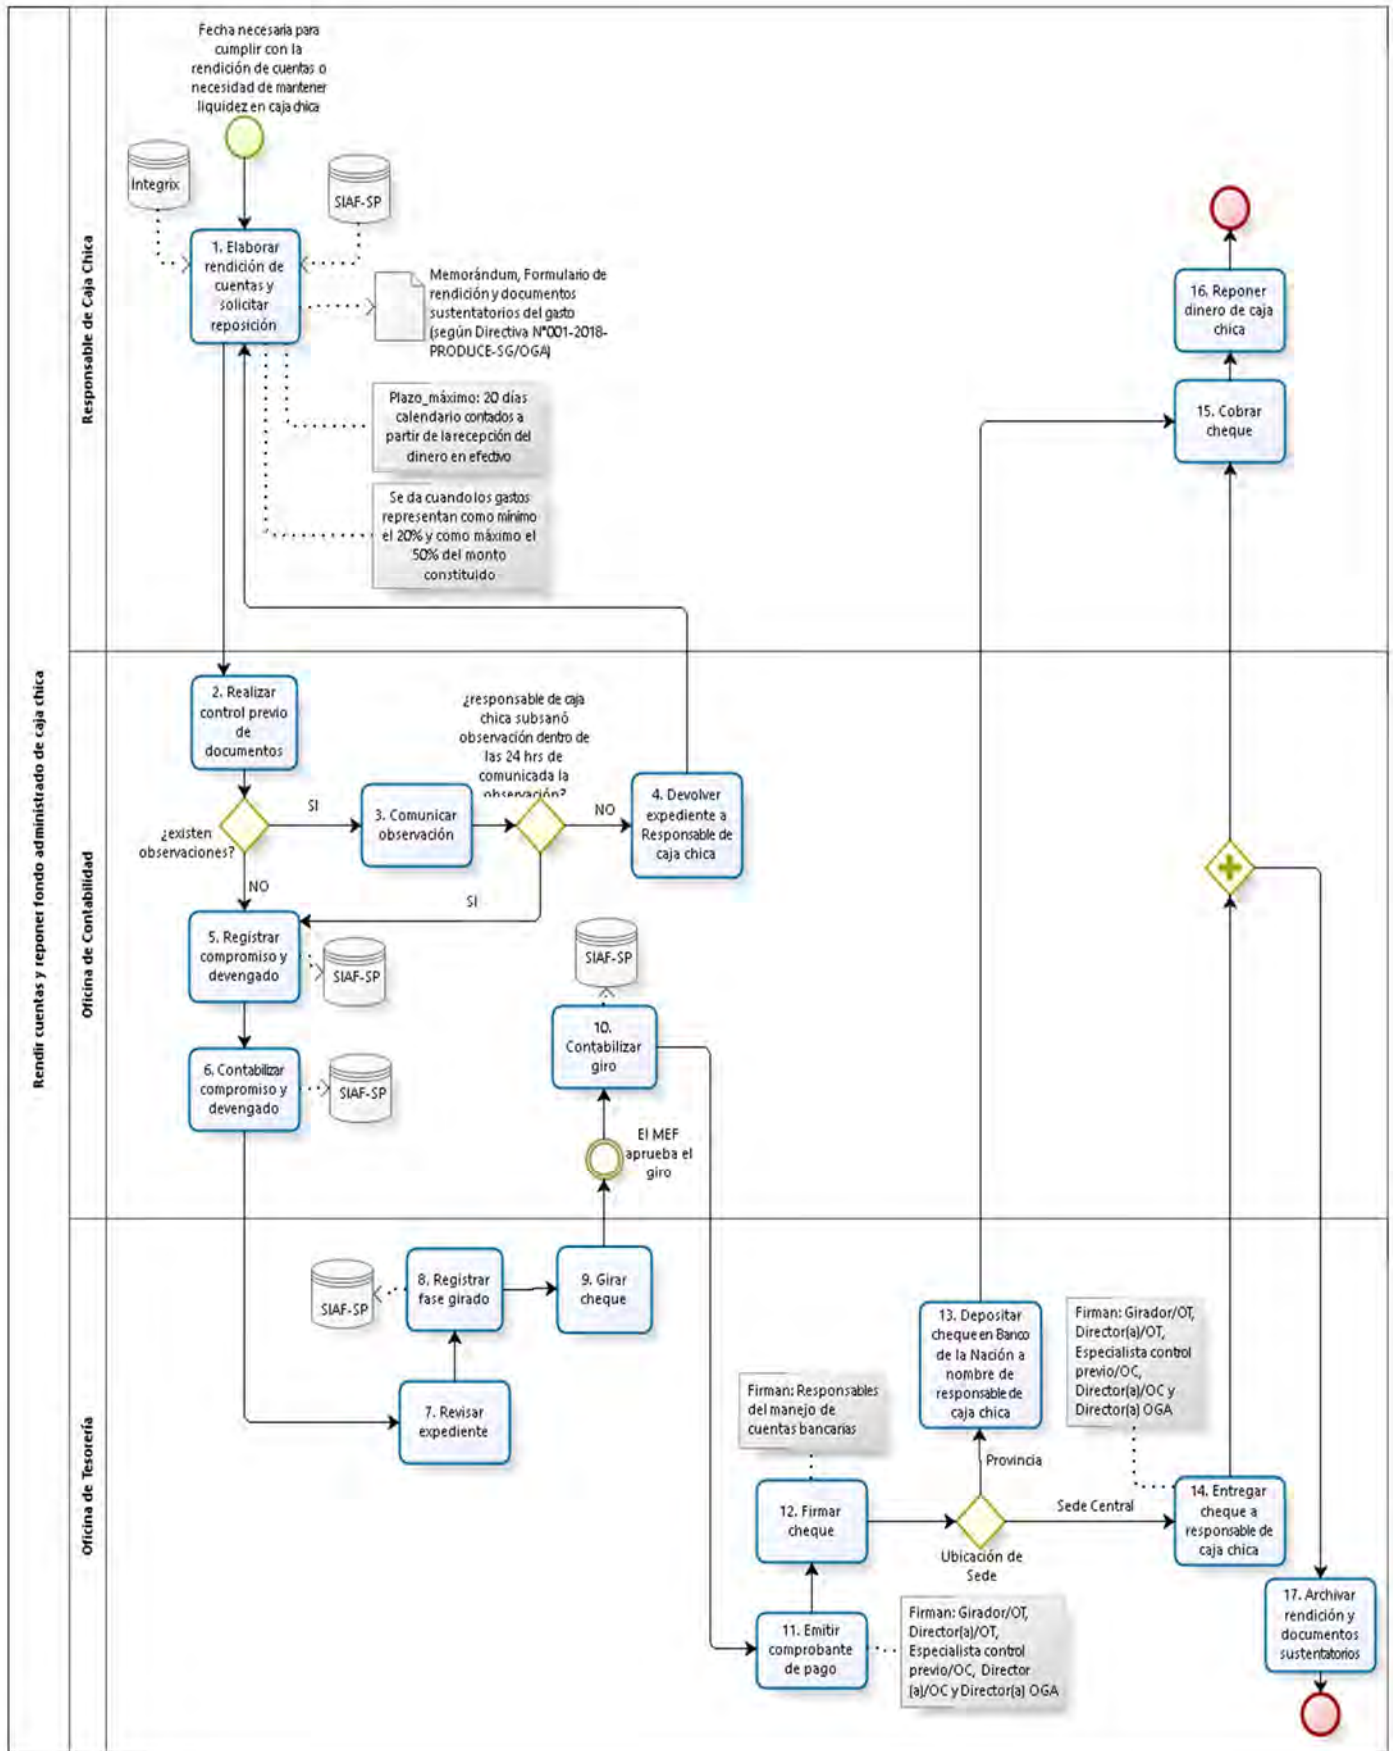 Rendir cuentas y reponer fondo administrado de caja chica
Responsable de Caja Chica
Fecha necesaria para
cumplir con la
rendición de cuentas o
necesidad de mantener
liquidez en caja chica
Integrix
SIAF-SP
1. Elaborar
rendición de
cuentas y
solicitar
reposición
Memorándum, Formulario de
rendición y documentos
sustentatorios del gasto
(según Directiva N°001-2018-
PRODUCE-SG/OGA)
Plazo_máximo: 20 días
calendario contados a
partir de la recepción del
dinero en efectivo
Se da cuando los gastos
representan como mínimo
el 20% y como máximo el
50% del monto
constituido
16. Reponer
dinero de caja
chica
15. Cobrar
cheque
Oficina de Contabilidad
2. Realizar
control previo
de
documentos
¿existen
observaciones?
SI
NO
3. Comunicar
observación
¿responsable de caja
chica subsanó
observación dentro de
las 24 hrs de
comunicada la
observación?
NO
SI
4. Devolver
expediente a
Responsable de
caja chica
5. Registrar
compromiso y
devengado
SIAF-SP
6. Contabilizar
compromiso y
devengado
SIAF-SP
SIAF-SP
10.
Contabilizar
giro
El MEF
aprueba el
giro
Oficina de Tesorería
SIAF-SP
8. Registrar
fase girado
9. Girar
cheque
7. Revisar
expediente
Firman: Responsables
del manejo de
cuentas bancarias
12. Firmar
cheque
11. Emitir
comprobante
de pago
Firman: Girador/OT,
Director(a)/OT,
Especialista control
previo/OC, Director
(a)/OC y Director(a) OGA
13. Depositar
cheque en Banco
de la Nación a
nombre de
responsable de
caja chica
Provincia
Ubicación de
Sede
Sede Central
Firman: Girador/OT,
Director(a)/OT,
Especialista control
previo/OC,
Director(a)/OC y
Director(a) OGA
14. Entregar
cheque a
responsable de
caja chica
17. Archivar
rendición y
documentos
sustentatorios